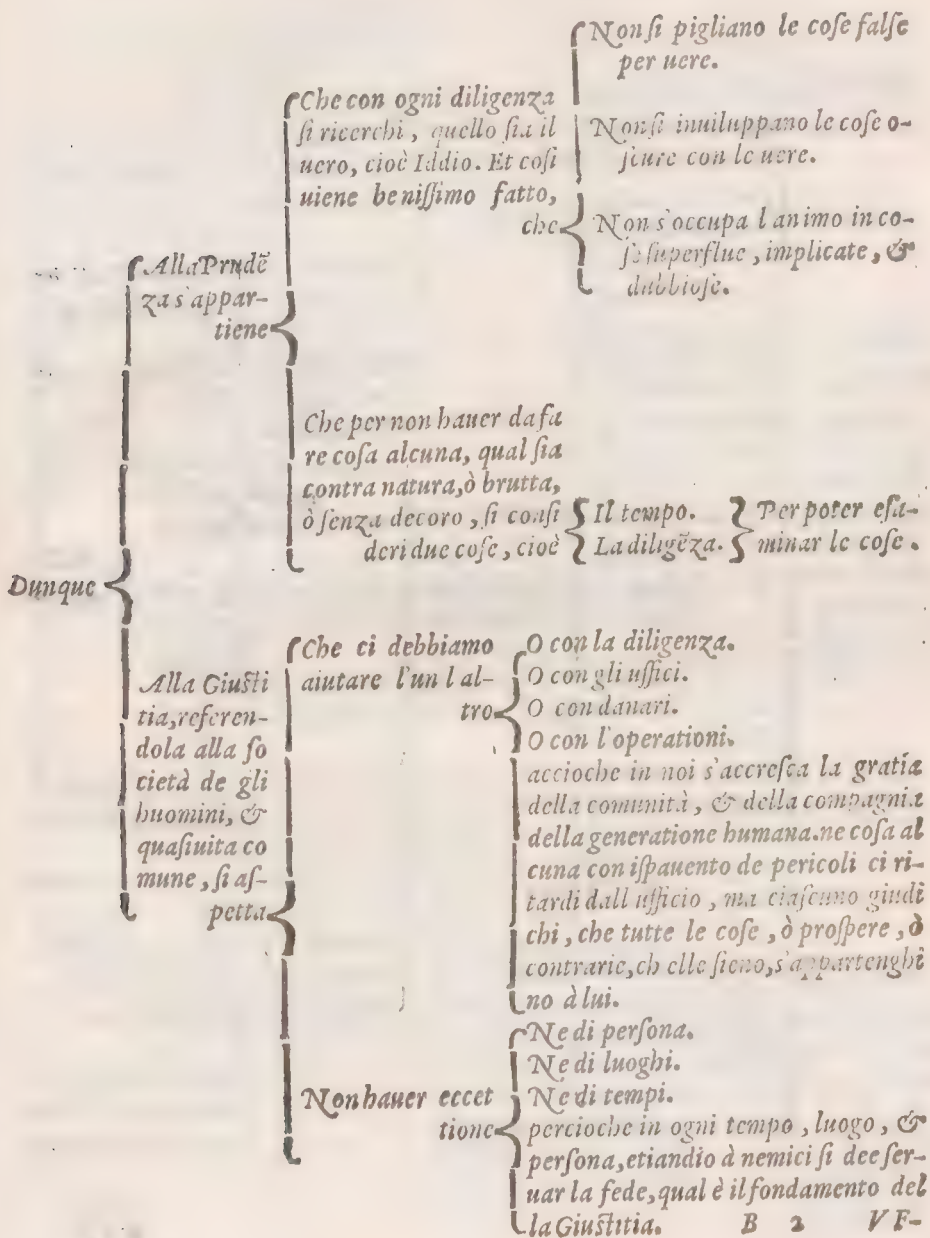 Dunque
Alla Prudē
za s'appar-
tiene
Che con ogni diligenza
ſi ricerchi, quello ſia il
uero, cioè Iddio. Et coſi
uiene beniſſimo fatto,
che
Non ſi pigliano le coſe falſe
per uere.
Non ſi inuiluppano le coſe o-
ſcure con le uere.
Non s'occupa l animo in co-
ſe ſuperflue, implicate, &
dubbioſe.
Che per non hauer da fa
re coſa alcuna, qual ſia
contra natura, ò brutta,
ò ſenza decoro, ſi conſi
deri due coſe, cioè
Il tempo.
La diligēza.
Per poter eſa-
minar le coſe.
Alla Giuſti
tia, referen-
dola alla ſo
cietà de gli
huomini, &
quaſi uita co
mune, ſi aſ-
petta
Che ci debbiamo
aiutare l'un l al-
tro
O con la diligenza.
O con gli uffici.
O con danari.
O con l'operationi.
accioche in noi s'accreſca la gratia
della comunità, & della compagnia
della generatione humana. ne coſa al
cuna con iſpauento de pericoli ci ri-
tardi dall ufficio, ma ciaſcuno giudi
chi, che tutte le coſe, ò proſpere, ò
contrarie, ch elle ſieno, s'appartenghi
no à lui.
Non hauer eccet
tione
Ne di perſona.
Ne di luoghi.
Ne di tempi.
percioche in ogni tempo, luogo, &
perſona, etiandio à nemici ſi dee ſer-
uar la fede, qual è il fondamento del
la Giuſtitia. B 2 VF-